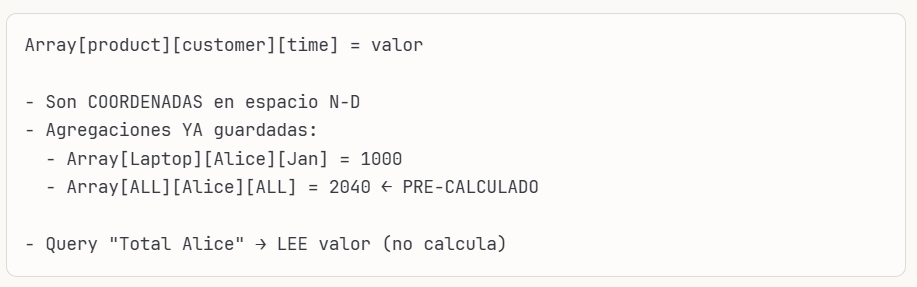 Array[product][customer][time] = valor
- Son COORDENADAS en espacio N-D
- Agregaciones YA guardadas:
- Array[Laptop][Alice][Jan] = 1000
- Array[ALL][Alice][ALL] = 2040 ← PRE-CALCULADO
- Query "Total Alice" → LEE valor (no calcula)